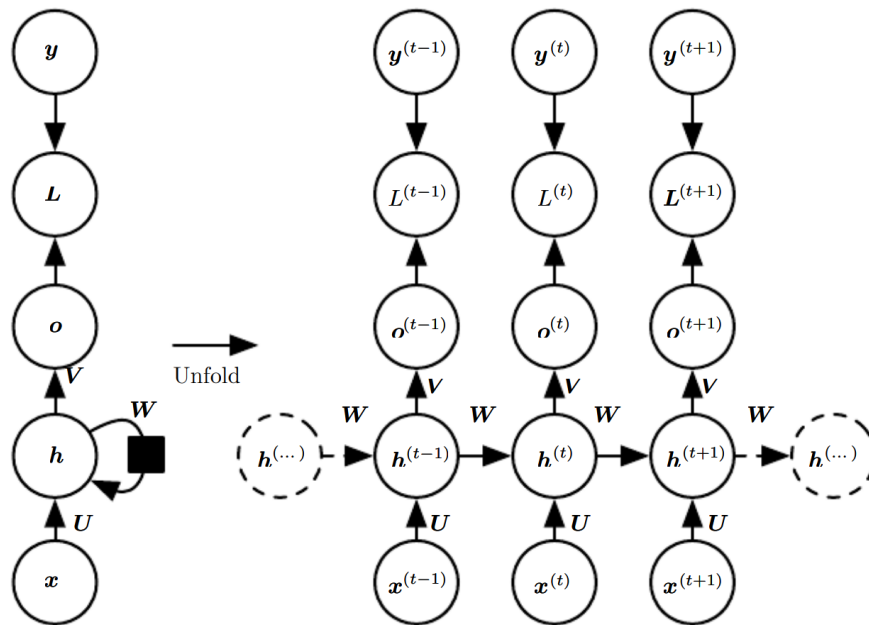 y y^(t−1) y^(t) y^(t+1)
L L^(t−1) L^(t) L^(t+1)
o o^(t−1) o^(t) o^(t+1)
Unfold
V V V V
W W W W W
h h^(...) h^(t−1) h^(t) h^(t+1) h^(...)
U U U U
x x^(t−1) x^(t) x^(t+1)